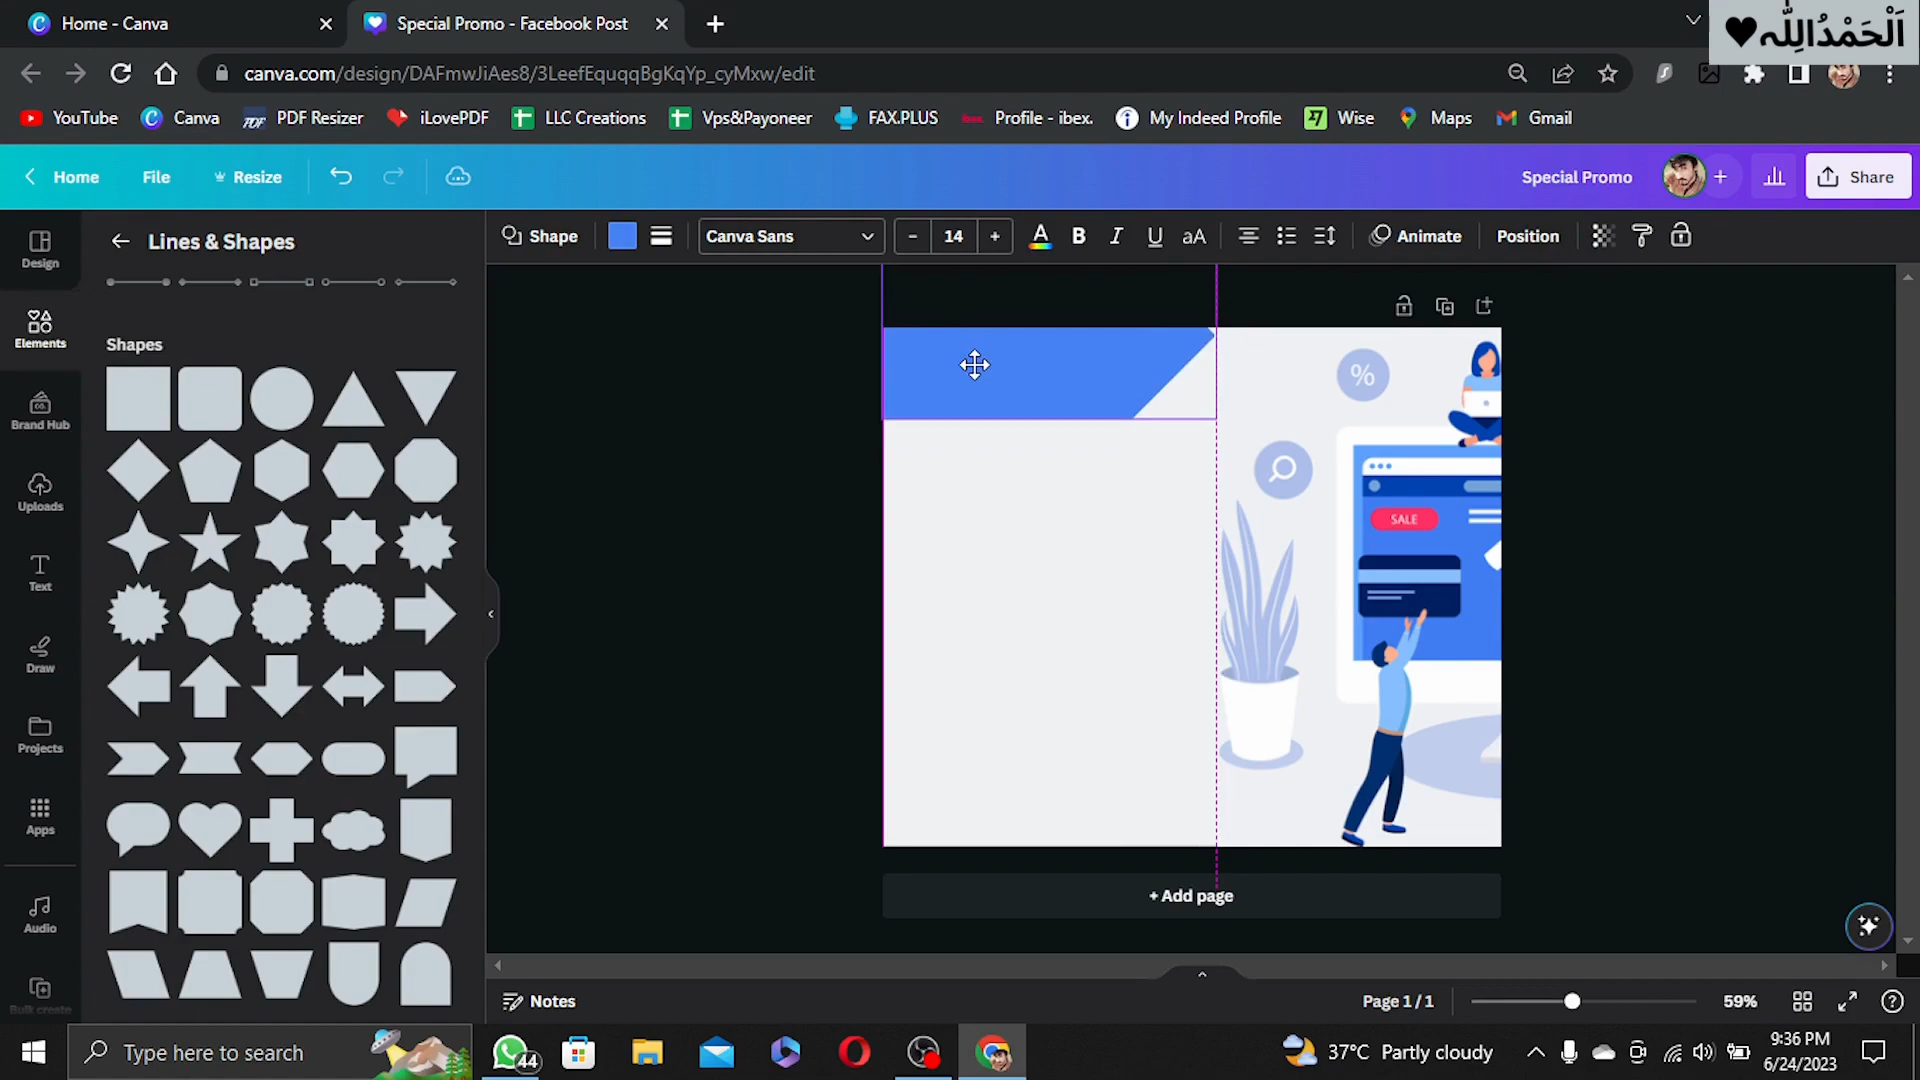 Home - Canva
Special Promo - Facebook Post
اَلْحَمْدُلِلّٰه
canva.com/design/DAFmwJiAes8/3LeefEquqqBgKqYp_cyMxw/edit
YouTube
Canva
PDF Resizer
iLovePDF
LLC Creations
Vps&Payoneer
FAX.PLUS
Profile - ibex.
My Indeed Profile
Wise
Maps
Gmail
Home
File
Resize
Special Promo
Share
Design
Elements
Brand Hub
Uploads
Text
Draw
Projects
Apps
Audio
Bulk create
Lines & Shapes
Shapes
Shape
Canva Sans
14
A
B
I
U
aA
Animate
Position
%
SALE
+ Add page
Notes
Page 1 / 1
59%
Type here to search
44
37°C Partly cloudy
9:36 PM
6/24/2023